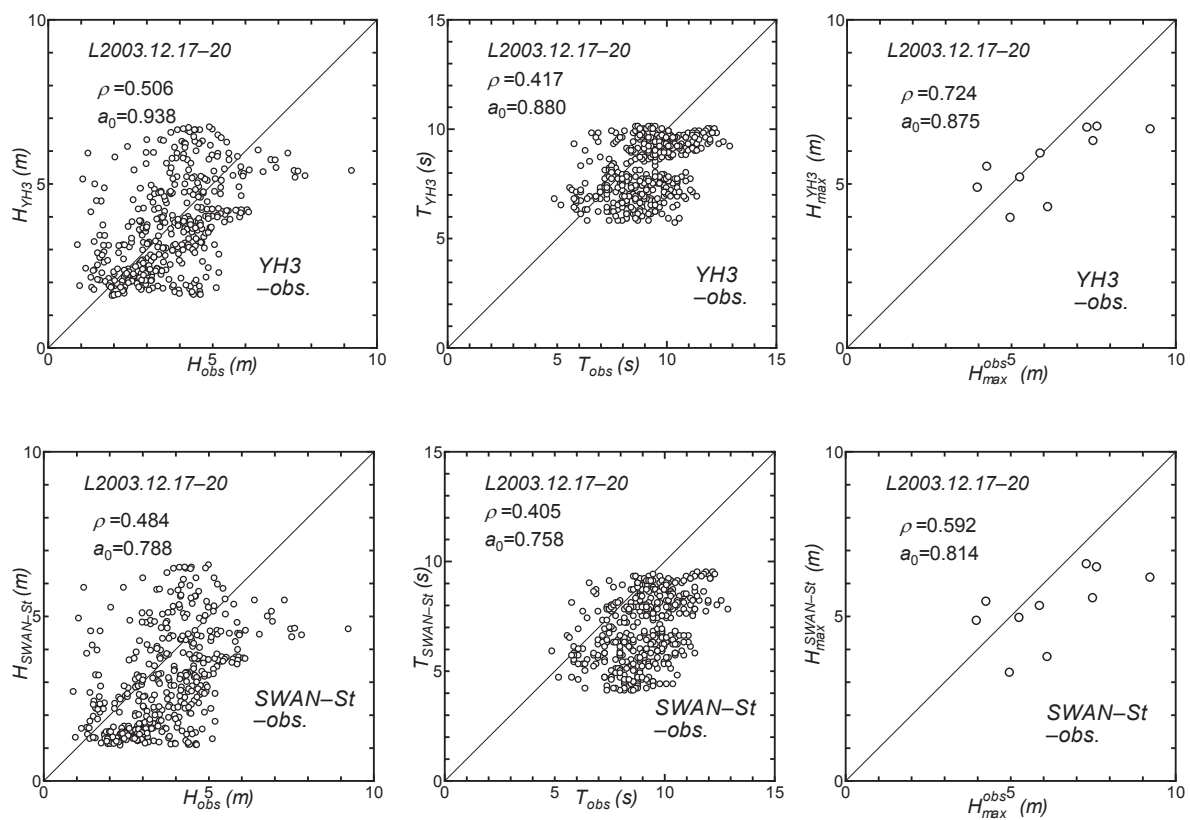 10
L2003.12.17–20
ρ =0.506
a0=0.938
H_YH3 (m)
5
YH3
–obs.
0
0 5 10
H_obs (m)
15
L2003.12.17–20
ρ =0.417
a0=0.880
10
T_YH3 (s)
5
YH3
–obs.
0
0 5 10 15
T_obs (s)
10
L2003.12.17–20
ρ =0.724
a0=0.875
H_max^YH3 (m)
5
YH3
–obs.
0
0 5 10
H_max^obs (m)
10
L2003.12.17–20
ρ =0.484
a0=0.788
H_SWAN–St (m)
5
SWAN–St
–obs.
0
0 5 10
H_obs (m)
15
L2003.12.17–20
ρ =0.405
a0=0.758
10
T_SWAN–St (s)
5
SWAN–St
–obs.
0
0 5 10 15
T_obs (s)
10
L2003.12.17–20
ρ =0.592
a0=0.814
H_max^SWAN–St (m)
5
SWAN–St
–obs.
0
0 5 10
H_max^obs (m)